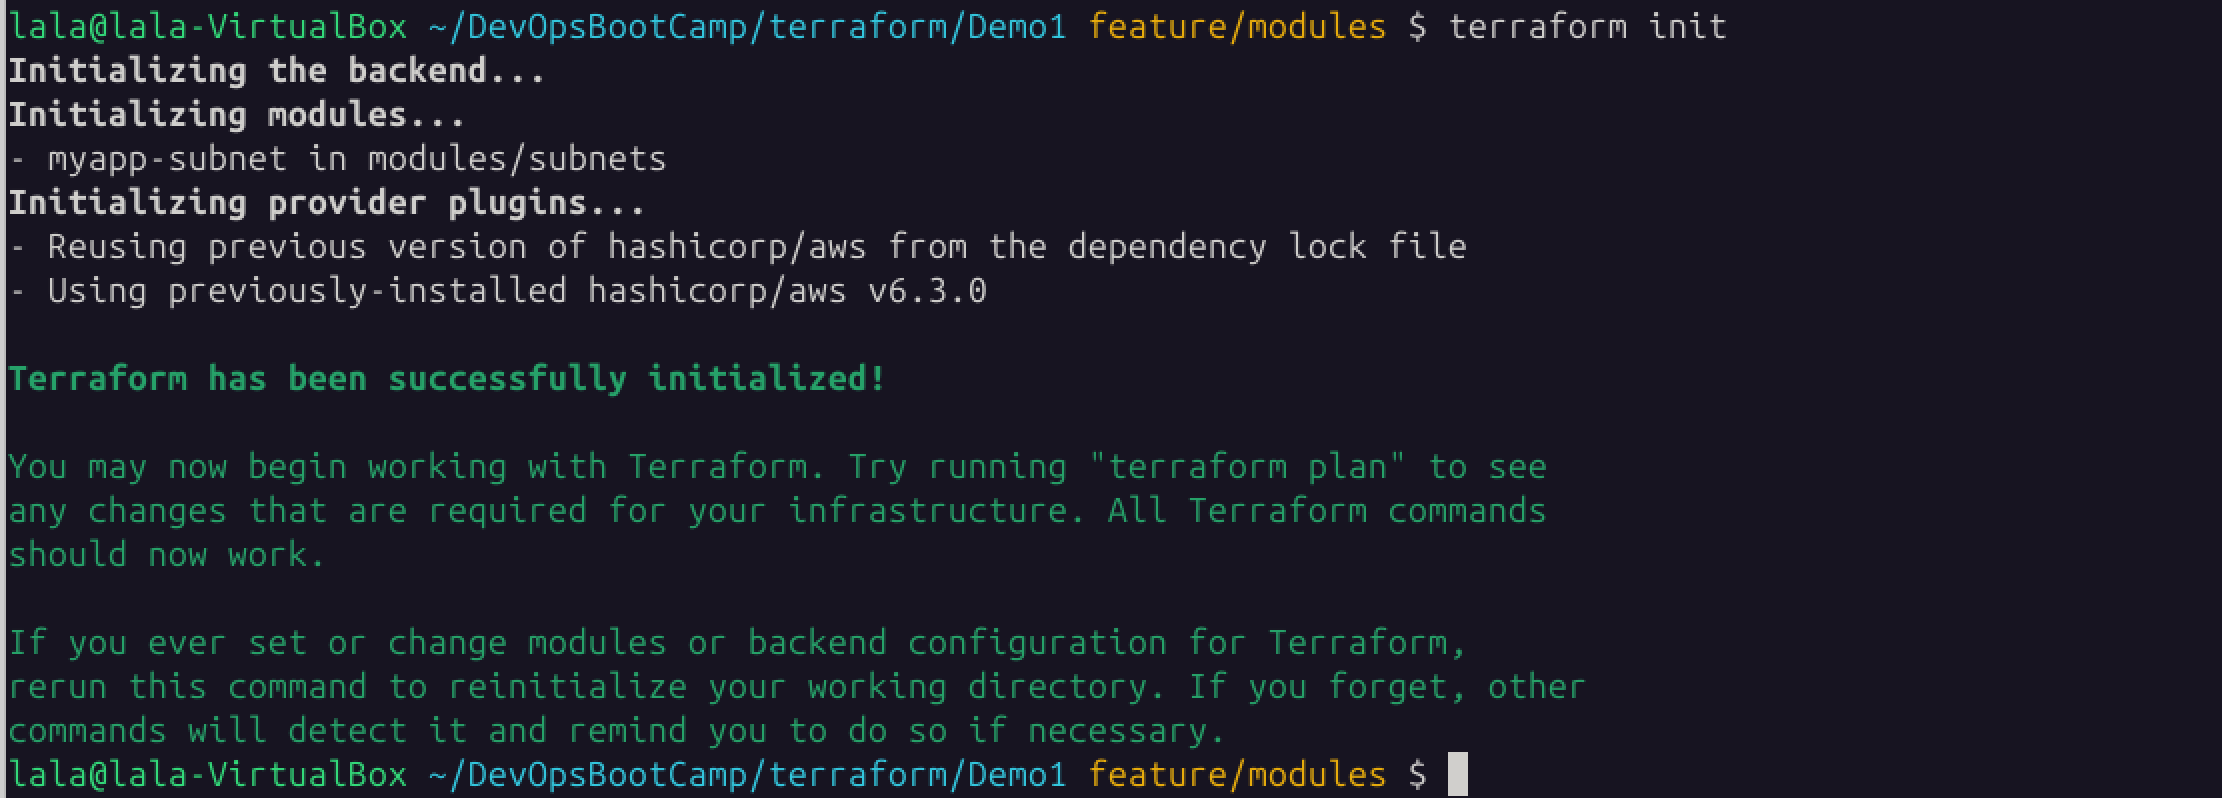 lala@lala-VirtualBox ~/DevOpsBootCamp/terraform/Demo1 feature/modules $ terraform init
Initializing the backend...
Initializing modules...
- myapp-subnet in modules/subnets
Initializing provider plugins...
- Reusing previous version of hashicorp/aws from the dependency lock file
- Using previously-installed hashicorp/aws v6.3.0
Terraform has been successfully initialized!
You may now begin working with Terraform. Try running "terraform plan" to see
any changes that are required for your infrastructure. All Terraform commands
should now work.
If you ever set or change modules or backend configuration for Terraform,
rerun this command to reinitialize your working directory. If you forget, other
commands will detect it and remind you to do so if necessary.
lala@lala-VirtualBox ~/DevOpsBootCamp/terraform/Demo1 feature/modules $